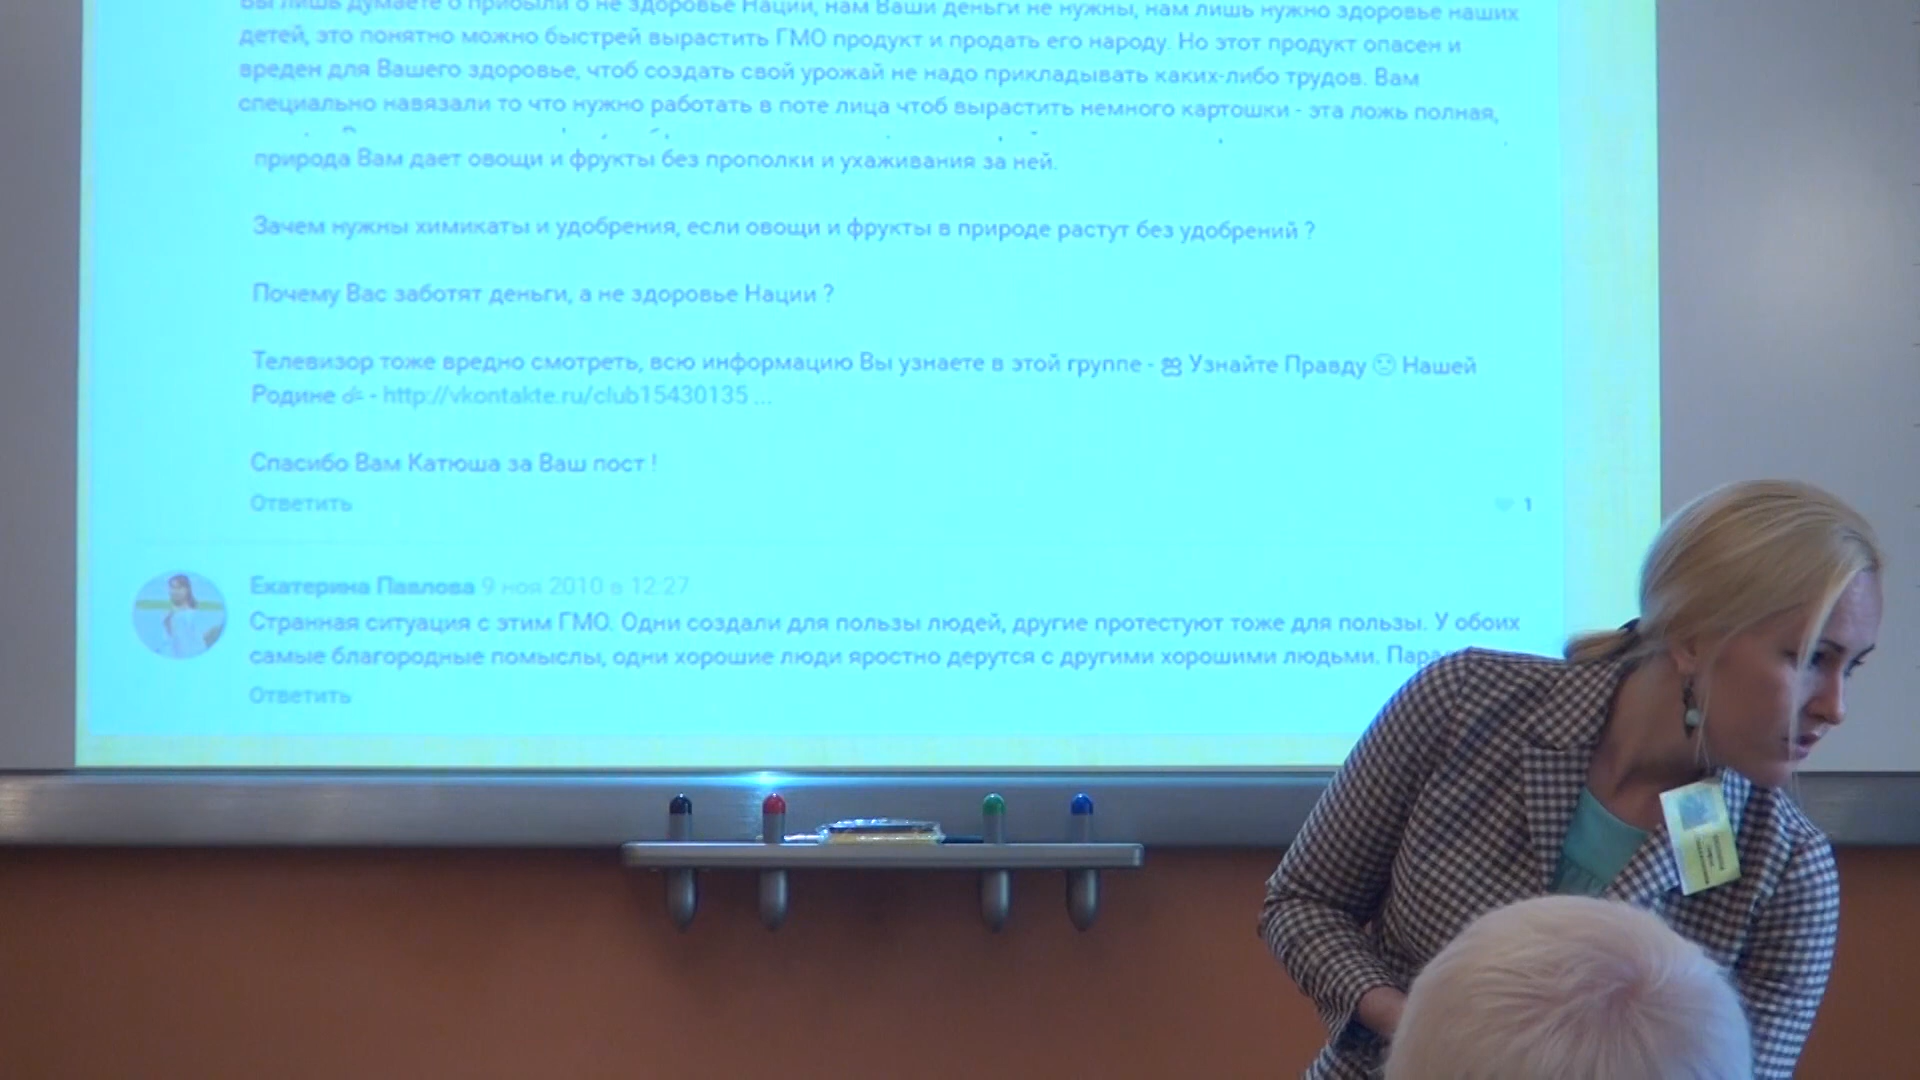 Вы лишь думаете о прибыли о не здоровье Нации, нам Ваши деньги не нужны, нам лишь нужно здоровье наших
детей, это понятно можно быстрей вырастить ГМО продукт и продать его народу. Но этот продукт опасен и
вреден для Вашего здоровье, чтоб создать свой урожай не надо прикладывать каких-либо трудов. Вам
специально навязали то что нужно работать в поте лица чтоб вырастить немного картошки - эта ложь полная,
природа Вам дает овощи и фрукты без прополки и ухаживания за ней.
Зачем нужны химикаты и удобрения, если овощи и фрукты в природе растут без удобрений ?
Почему Вас заботят деньги, а не здоровье Нации ?
Телевизор тоже вредно смотреть, всю информацию Вы узнаете в этой группе - Узнайте Правду ☹ Нашей
Родине - http://vkontakte.ru/club15430135 ...
Спасибо Вам Катюша за Ваш пост !
Ответить
1
Екатерина Павлова 9 ноя 2010 в 12:27
Странная ситуация с этим ГМО. Одни создали для пользы людей, другие протестуют тоже для пользы. У обоих
самые благородные помыслы, одни хорошие люди яростно дерутся с другими хорошими людьми.
Ответить